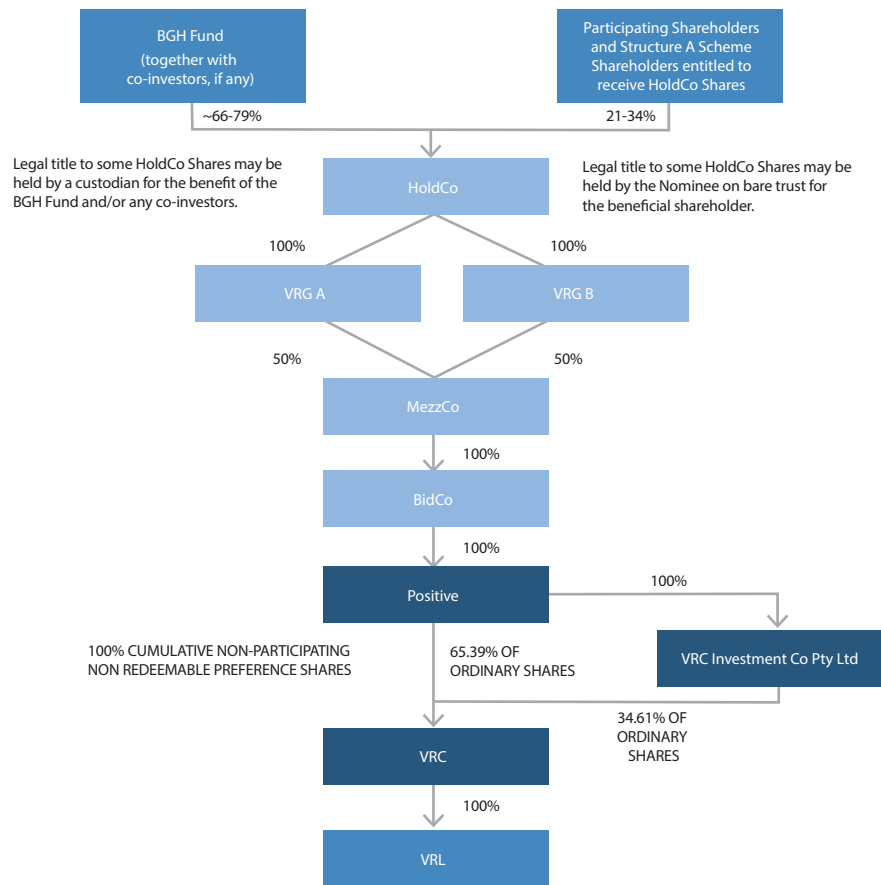 BGH Fund
(together with
co-investors, if any)
Participating Shareholders
and Structure A Scheme
Shareholders entitled to
receive HoldCo Shares
~66-79%
21-34%
Legal title to some HoldCo Shares may be
held by a custodian for the benefit of the
BGH Fund and/or any co-investors.
HoldCo
Legal title to some HoldCo Shares may be
held by the Nominee on bare trust for
the beneficial shareholder.
100%
100%
VRG A
VRG B
50%
50%
MezzCo
100%
BidCo
100%
Positive
100%
100% CUMULATIVE NON-PARTICIPATING
NON REDEEMABLE PREFERENCE SHARES
65.39% OF
ORDINARY SHARES
VRC Investment Co Pty Ltd
34.61% OF
ORDINARY
SHARES
VRC
100%
VRL